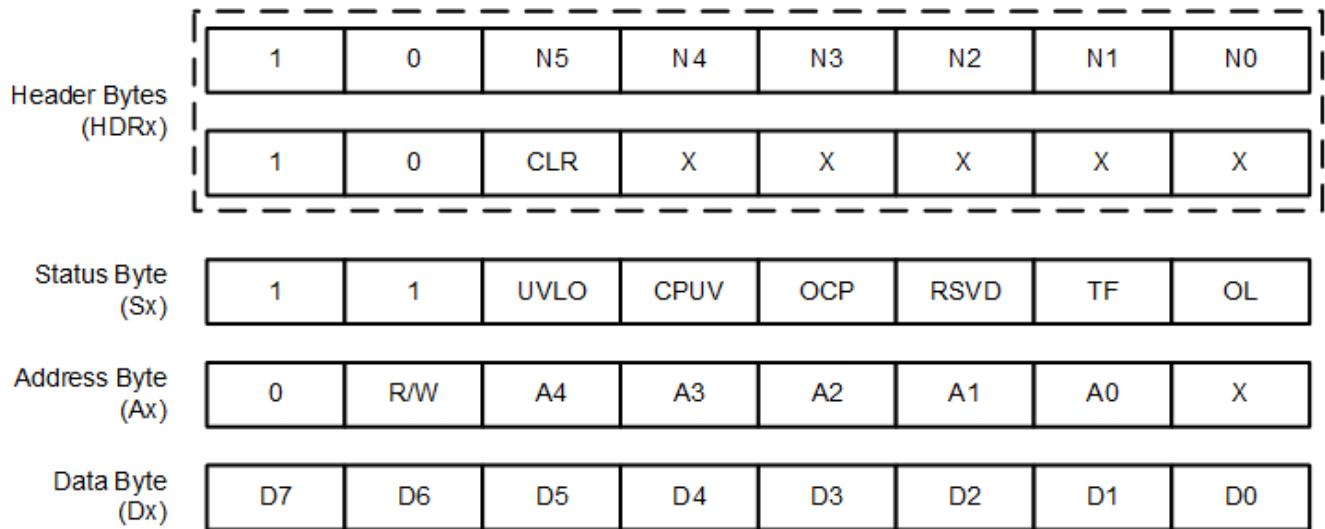 1 0 N5 N4 N3 N2 N1 N0
Header Bytes
(HDRx)
1 0 CLR X X X X X
Status Byte
(Sx)
1 1 UVLO CPUV OCP RSVD TF OL
Address Byte
(Ax)
0 R/W A4 A3 A2 A1 A0 X
Data Byte
(Dx)
D7 D6 D5 D4 D3 D2 D1 D0